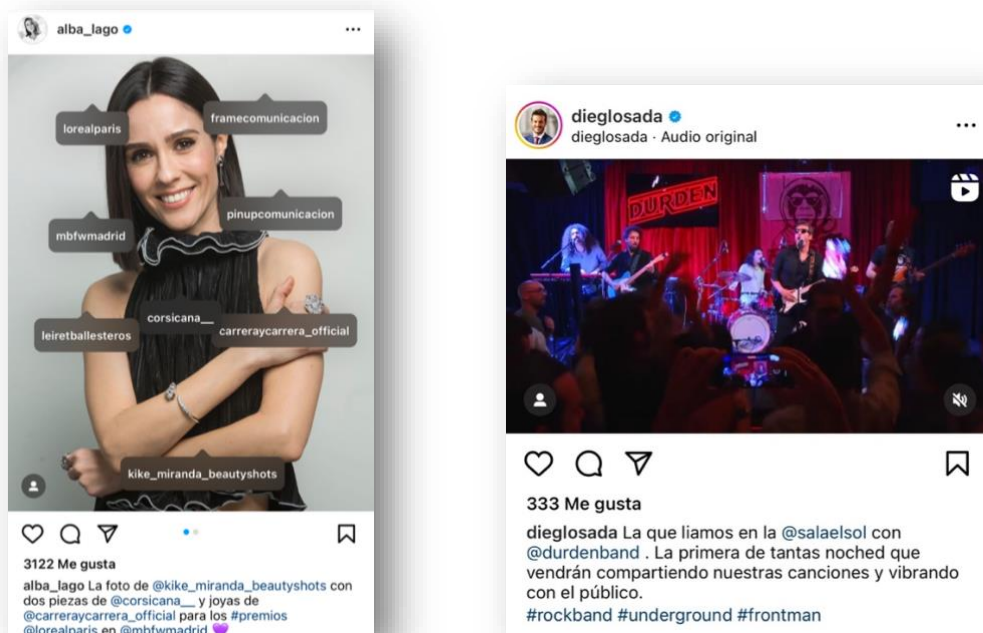 alba_lago
lorealparis
framecomunicacion
pinupcomunicacion
mbfwmadrid
corsicana__
leiretballesteros
carreraycarrera_official
kike_miranda_beautyshots
3122 Me gusta
alba_lago La foto de @kike_miranda_beautyshots con
dos piezas de @corsicana__ y joyas de
@carreraycarrera_official para los #premios
@lorealparis en @mbfwmadrid 💜
dieglosada
dieglosada · Audio original
DURDEN
333 Me gusta
dieglosada La que liamos en la @salaelsol con
@durdenband . La primera de tantas noched que
vendrán compartiendo nuestras canciones y vibrando
con el público.
#rockband #underground #frontman